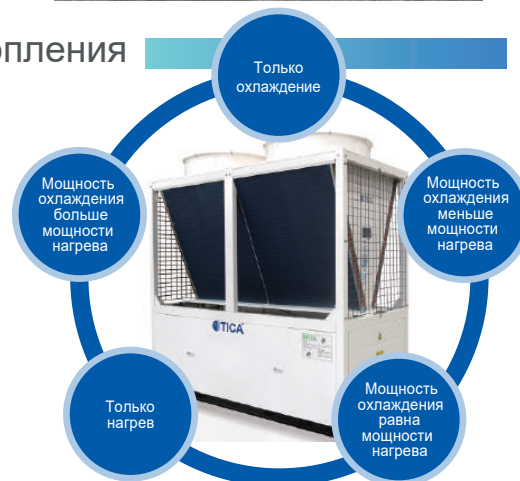 опления
Только
охлаждение
Мощность
охлаждения
больше
мощности
нагрева
Мощность
охлаждения
меньше
мощности
нагрева
TICA
Только
нагрев
Мощность
охлаждения
равна
мощности
нагрева